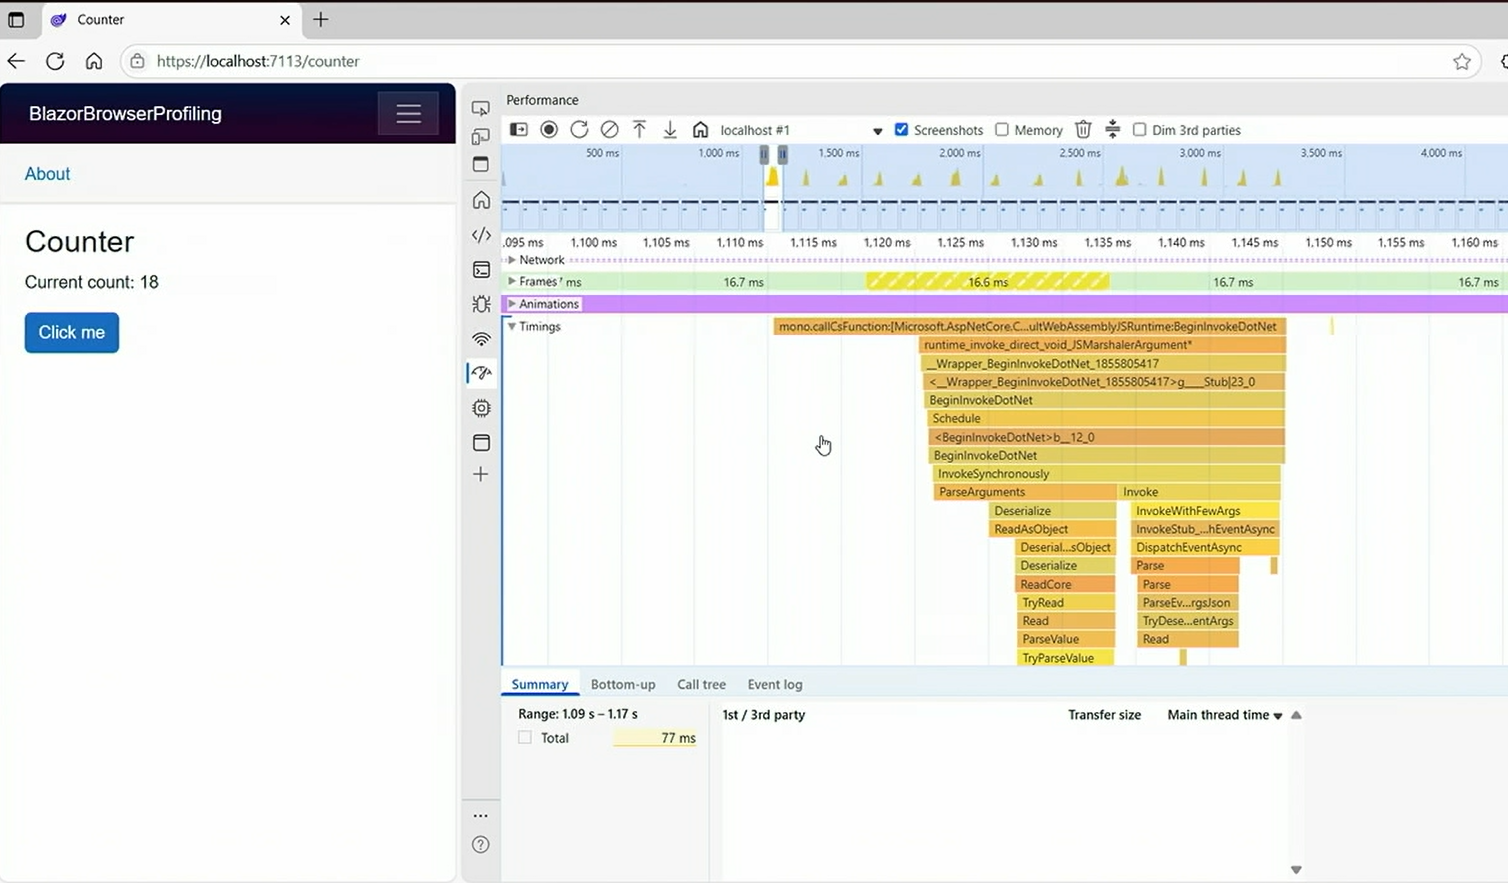 Counter
https://localhost:7113/counter
BlazorBrowserProfiling
About
Counter
Current count: 18
Click me
Performance
localhost #1
Screenshots
Memory
Dim 3rd parties
500 ms 1,000 ms 1,500 ms 2,000 ms 2,500 ms 3,000 ms 3,500 ms 4,000 ms
,095 ms 1,100 ms 1,105 ms 1,110 ms 1,115 ms 1,120 ms 1,125 ms 1,130 ms 1,135 ms 1,140 ms 1,145 ms 1,150 ms 1,155 ms 1,160 ms
Network
Frames ms 16.7 ms 16.6 ms 16.7 ms 16.7 ms
Animations
Timings
mono.callCsFunction:[Microsoft.AspNetCore.C...ultWebAssemblyJSRuntime:BeginInvokeDotNet
runtime_invoke_direct_void_JSMarshalerArgument*
__Wrapper_BeginInvokeDotNet_1855805417
<__Wrapper_BeginInvokeDotNet_1855805417>g____Stub|23_0
BeginInvokeDotNet
Schedule
<BeginInvokeDotNet>b__12_0
BeginInvokeDotNet
InvokeSynchronously
ParseArguments Invoke
Deserialize InvokeWithFewArgs
ReadAsObject InvokeStub_...hEventAsync
Deserial...sObject DispatchEventAsync
Deserialize Parse
ReadCore Parse
TryRead ParseEv...rgsJson
Read TryDese...entArgs
ParseValue Read
TryParseValue
Summary Bottom-up Call tree Event log
Range: 1.09 s – 1.17 s
Total 77 ms
1st / 3rd party Transfer size Main thread time